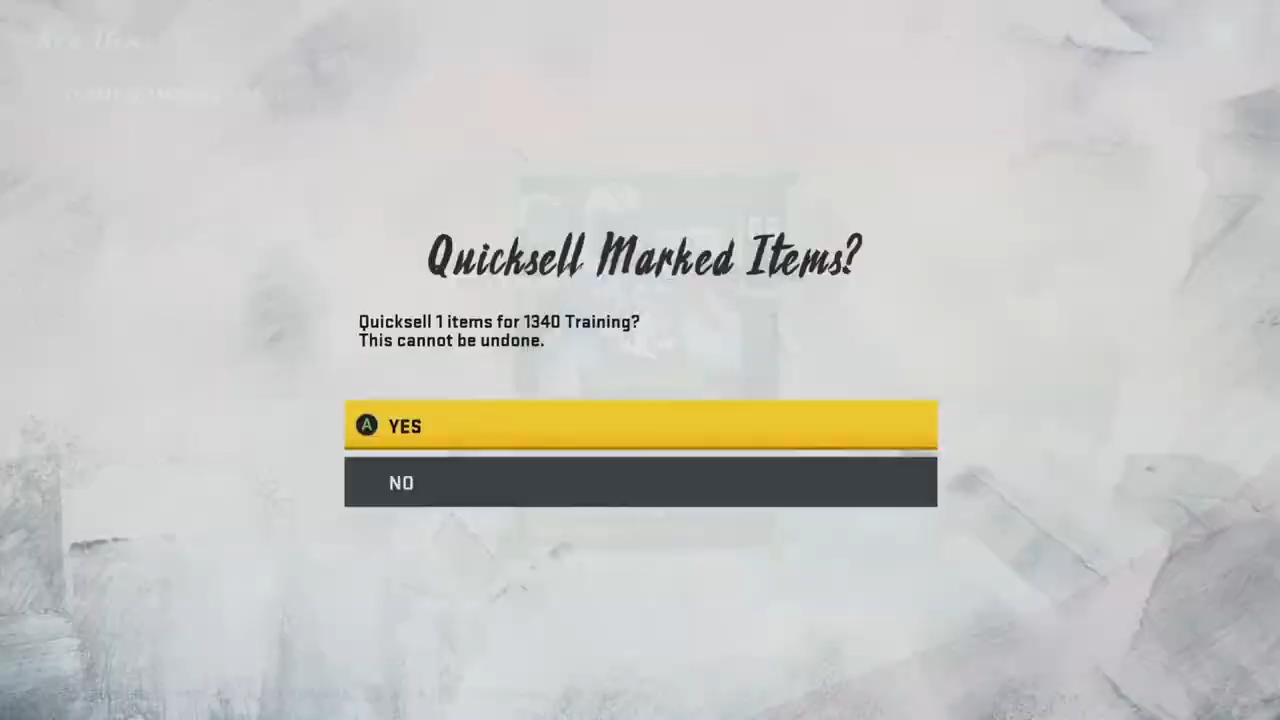 Quicksell Marked Items?
Quicksell 1 items for 1340 Training?
This cannot be undone.
A YES
NO